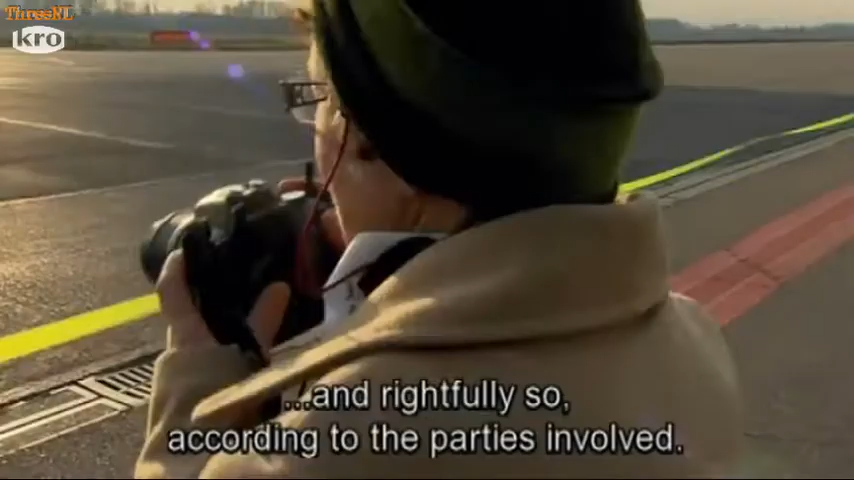 ThreeNL
kro
...and rightfully so,
according to the parties involved.